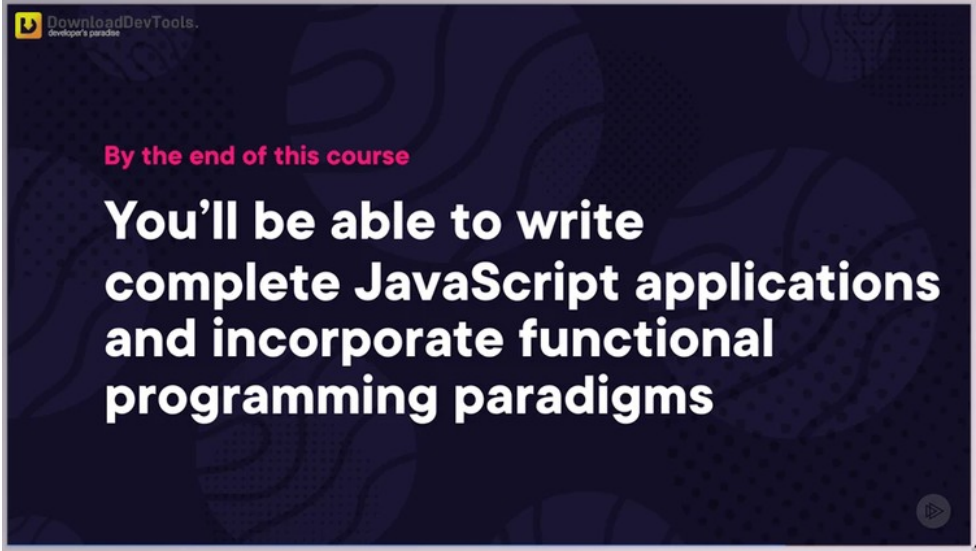 DownloadDevTools.
developer's paradise
By the end of this course
You'll be able to write
complete JavaScript applications
and incorporate functional
programming paradigms